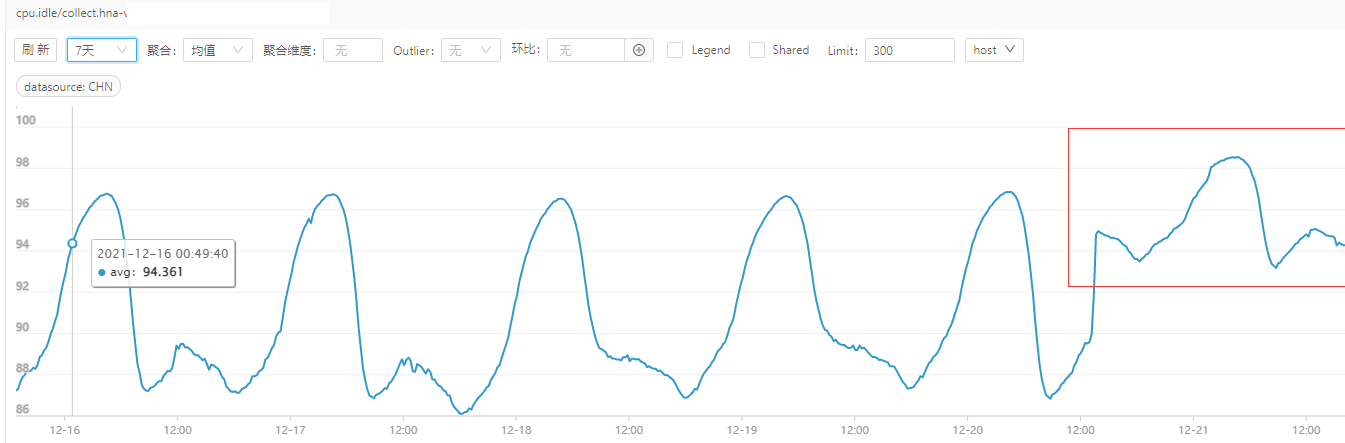 cpu.idle/collect.hna-v
刷 新 7天 聚合: 均值 聚合维度: 无 Outlier: 无 环比: 无 Legend Shared Limit: 300 host
datasource: CHN
100
98
96
94
2021-12-16 00:49:40
avg: 94.361
92
90
88
86
12-16 12:00 12-17 12:00 12-18 12:00 12-19 12:00 12-20 12:00 12-21 12:00